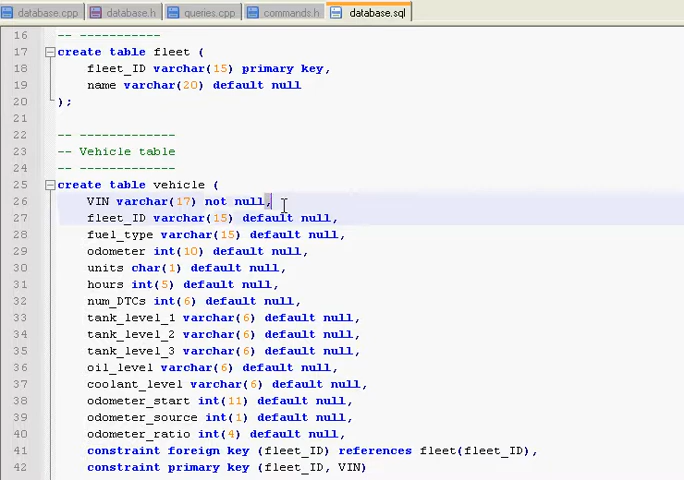 database.cpp database.h queries.cpp commands.h database.sql
16 -- -----------
17 create table fleet (
18 fleet_ID varchar(15) primary key,
19 name varchar(20) default null
20 );
21
22 -- -------------
23 -- Vehicle table
24 -- -------------
25 create table vehicle (
26 VIN varchar(17) not null,
27 fleet_ID varchar(15) default null,
28 fuel_type varchar(15) default null,
29 odometer int(10) default null,
30 units char(1) default null,
31 hours int(5) default null,
32 num_DTCs int(6) default null,
33 tank_level_1 varchar(6) default null,
34 tank_level_2 varchar(6) default null,
35 tank_level_3 varchar(6) default null,
36 oil_level varchar(6) default null,
37 coolant_level varchar(6) default null,
38 odometer_start int(11) default null,
39 odometer_source int(1) default null,
40 odometer_ratio int(4) default null,
41 constraint foreign key (fleet_ID) references fleet(fleet_ID),
42 constraint primary key (fleet_ID, VIN)